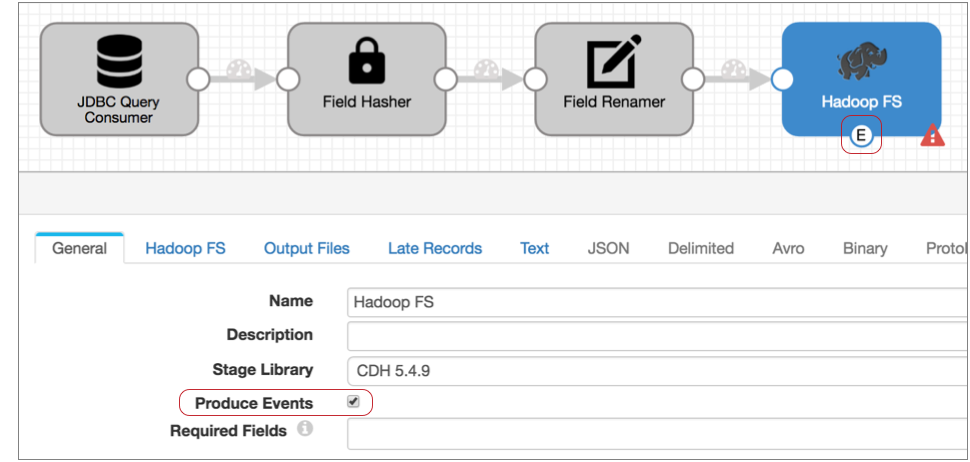 JDBC Query
Consumer
Field Hasher
Field Renamer
Hadoop FS
E
General Hadoop FS Output Files Late Records Text JSON Delimited Avro Binary
Name Hadoop FS
Description
Stage Library CDH 5.4.9
Produce Events
Required Fields